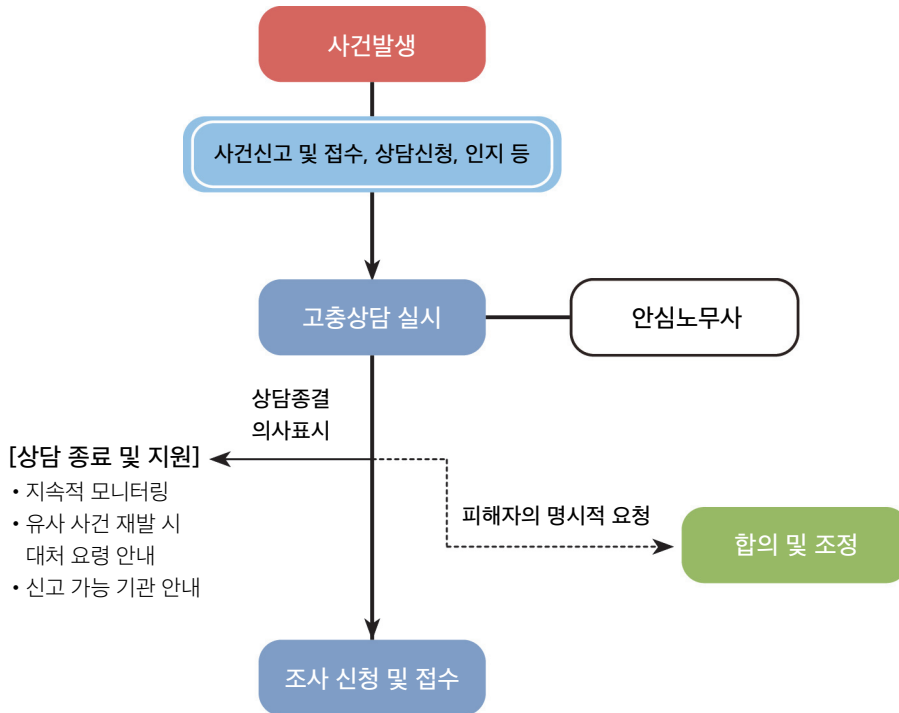 사건발생
사건신고 및 접수, 상담신청, 인지 등
고충상담 실시
안심노무사
상담종결
의사표시
[상담 종료 및 지원]
• 지속적 모니터링
• 유사 사건 재발 시
대처 요령 안내
• 신고 가능 기관 안내
피해자의 명시적 요청
합의 및 조정
조사 신청 및 접수